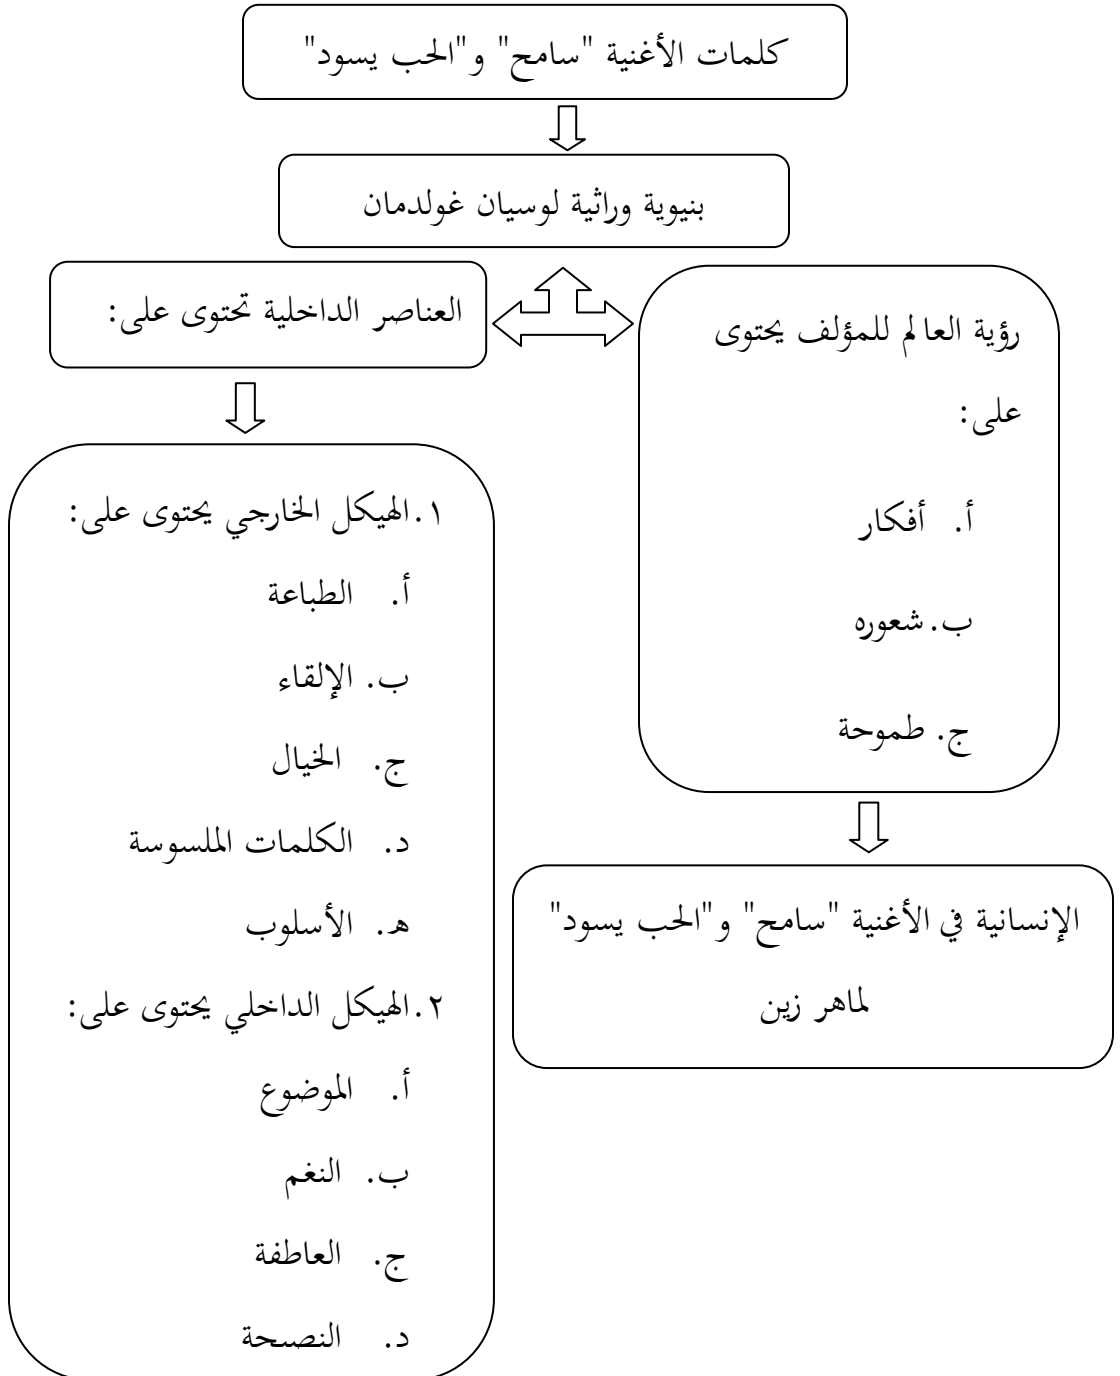 كلمات الأغنية "سامح" و"الحب يسود"
بنيوية وراثية لوسيان غولدمان
رؤية العالم للمؤلف يحتوى
على:
أ. أفكار
ب. شعوره
ج. طموحة
الإنسانية في الأغنية "سامح" و"الحب يسود"
لماهر زين
العناصر الداخلية تحتوى على:
١. الهيكل الخارجي يحتوى على:
أ. الطباعة
ب. الإلقاء
ج. الخيال
د. الكلمات الملسوسة
هـ. الأسلوب
٢. الهيكل الداخلي يحتوى على:
أ. الموضوع
ب. النغم
ج. العاطفة
د. النصيحة